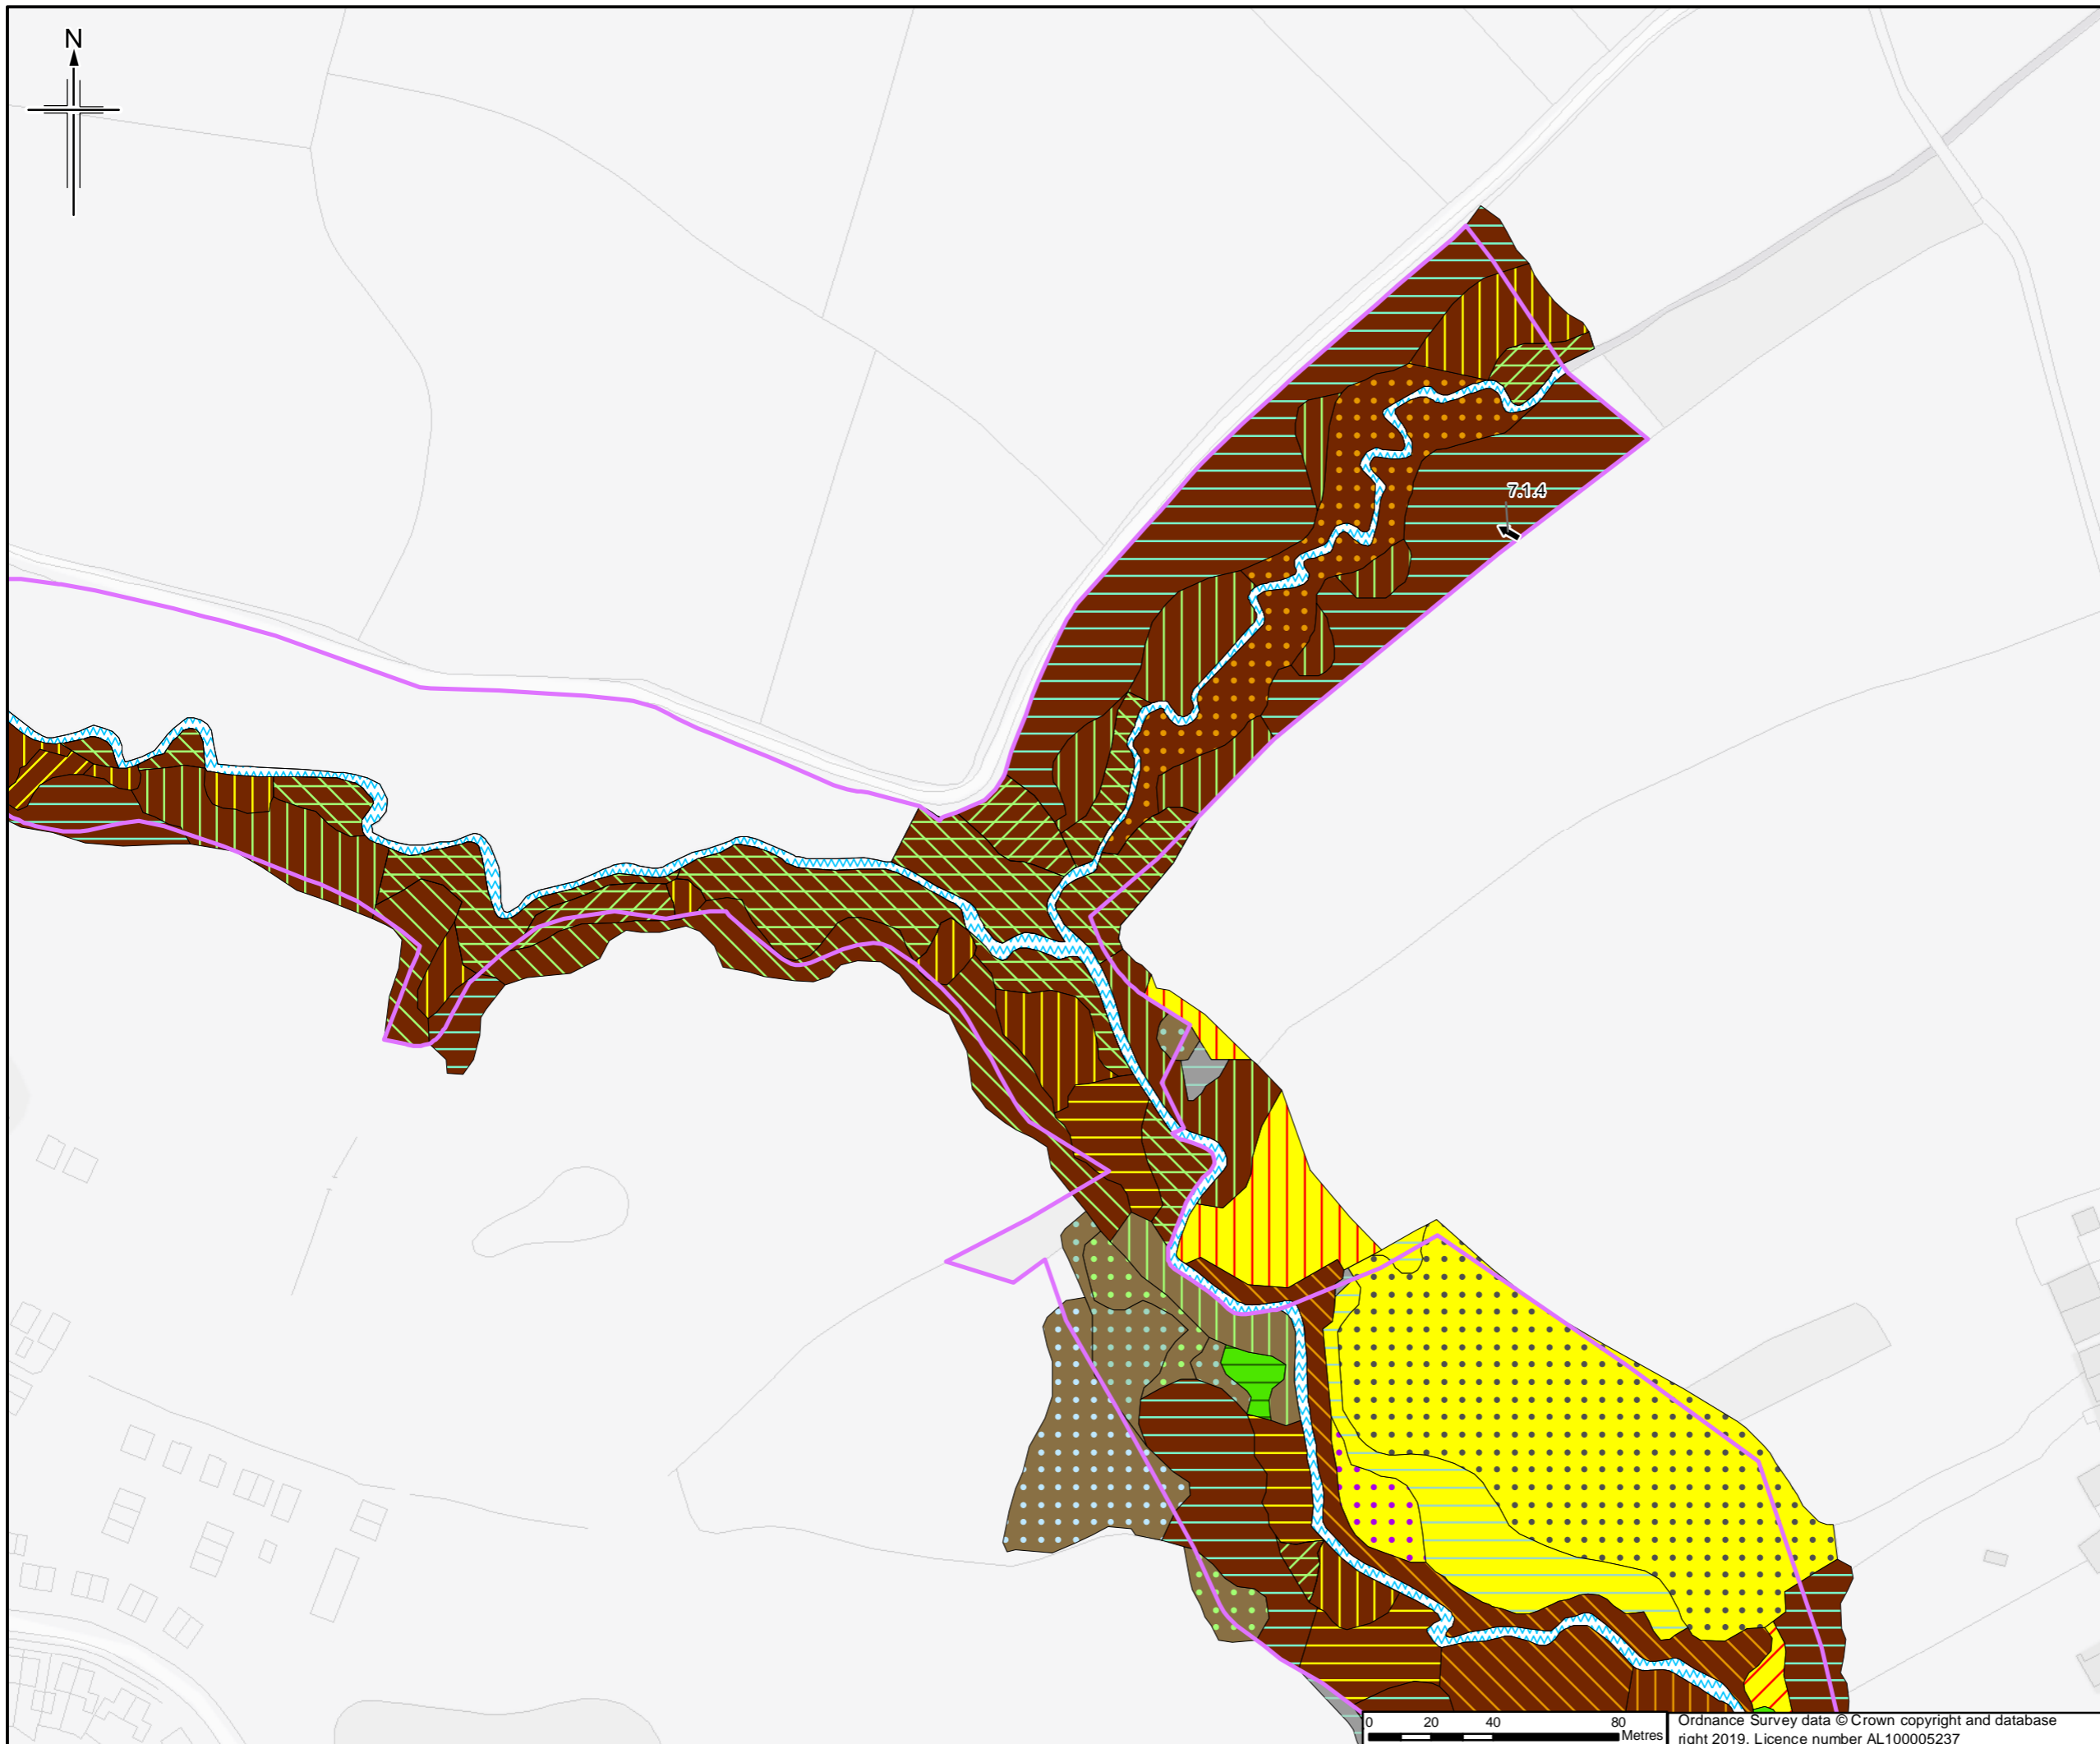 N
7.1.4
0 20 40 80
Metres
Ordnance Survey data © Crown copyright and database
right 2019. Licence number AL100005237